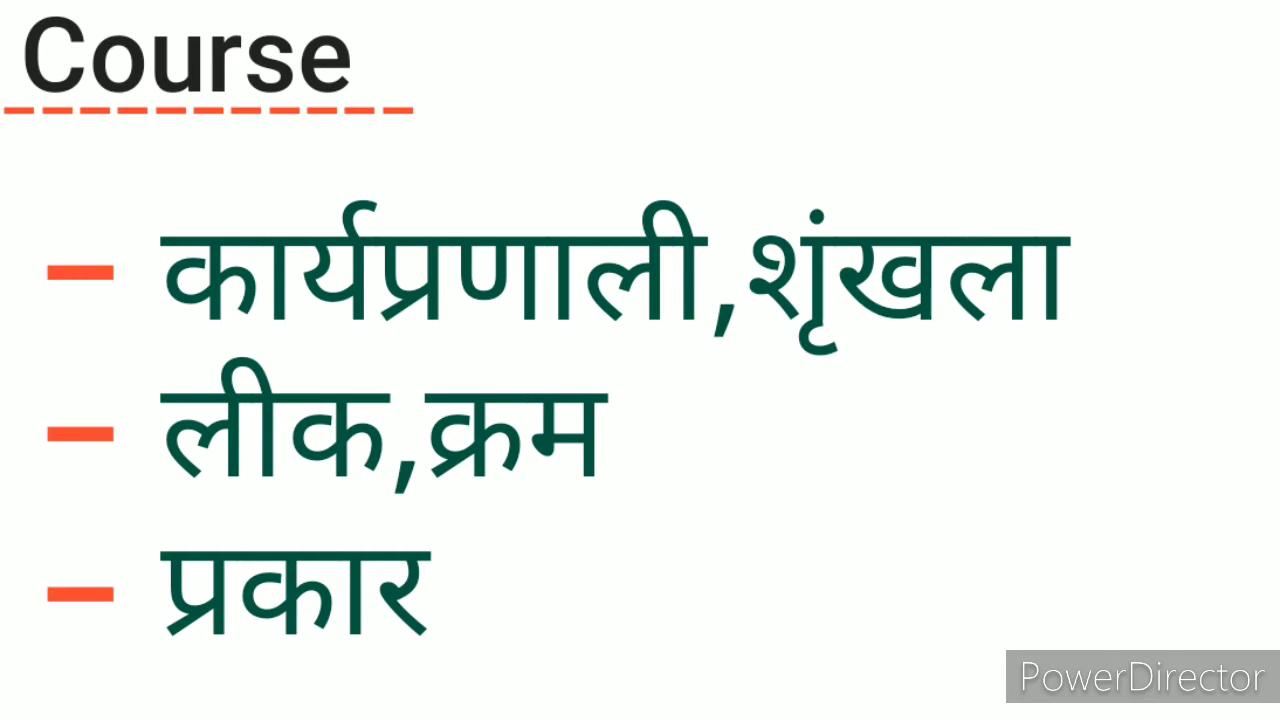 Course
– कार्यप्रणाली,शृंखला
– लीक,क्रम
– प्रकार
PowerDirector